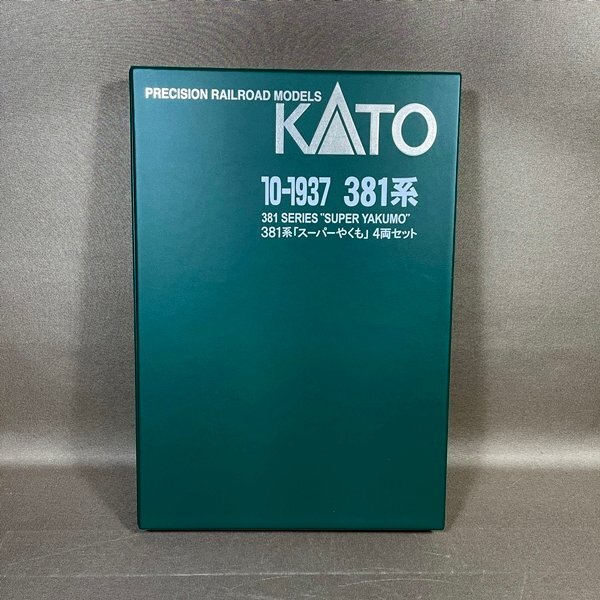 PRECISION RAILROAD MODELS
KATO
10-1937 381系
381 SERIES "SUPER YAKUMO"
381系「スーパーやくも」 4両セット